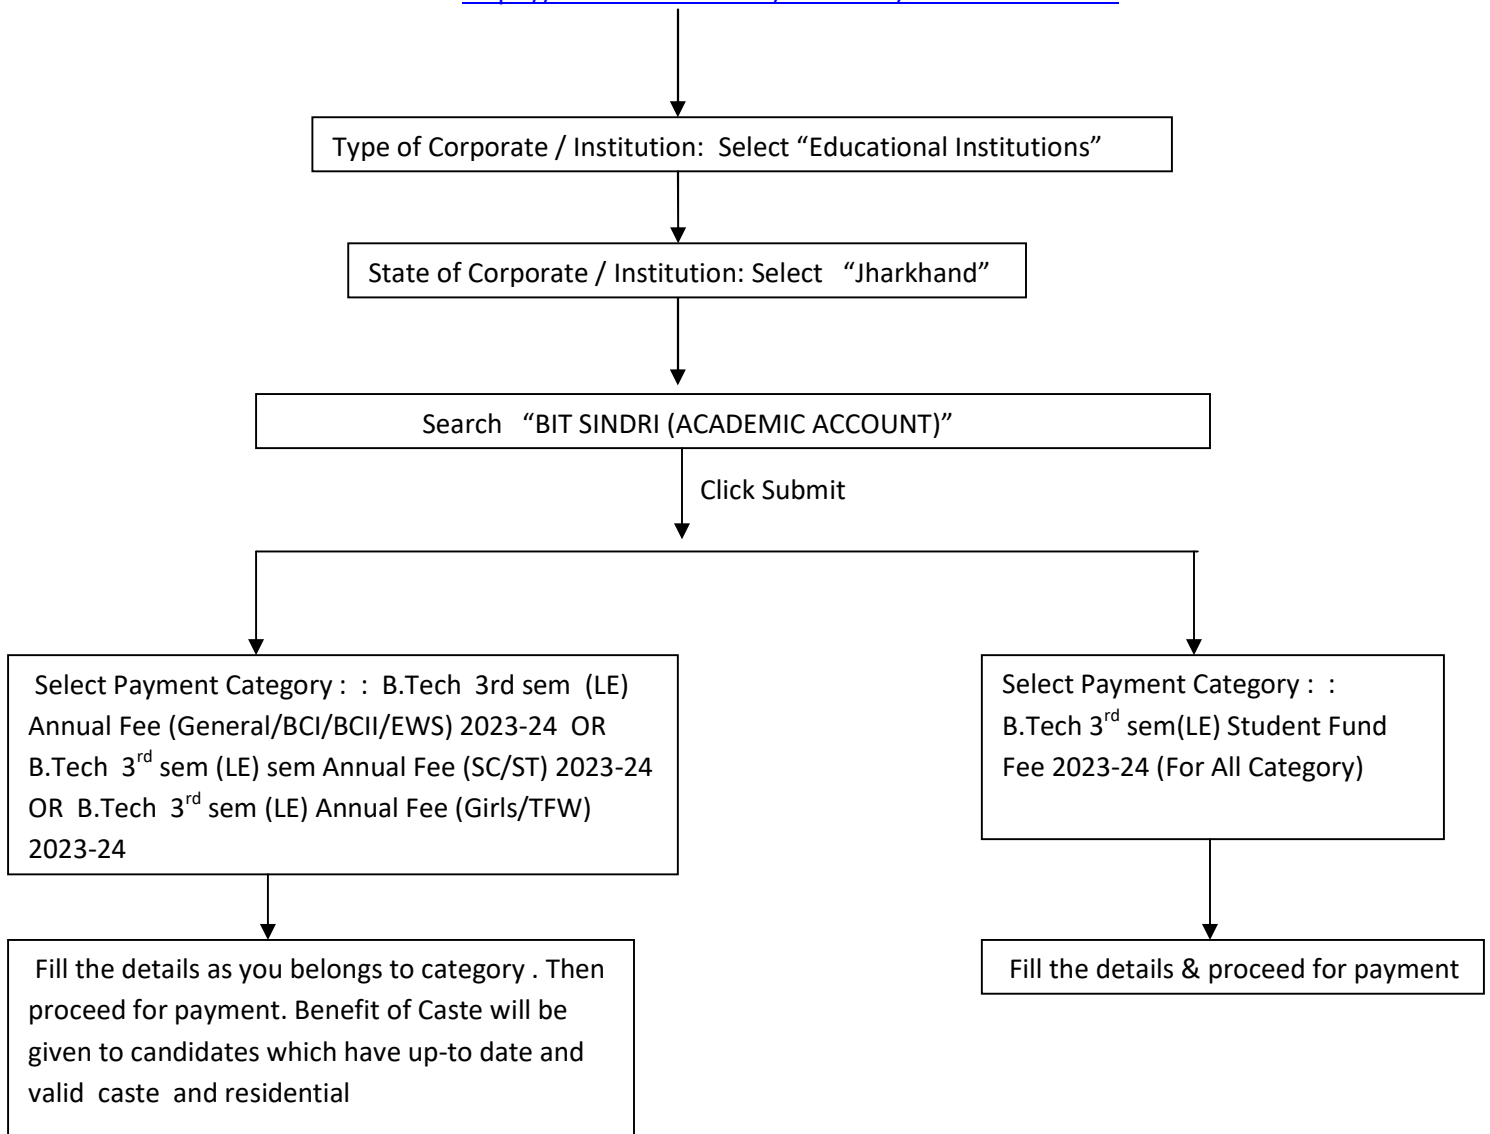 Type of Corporate / Institution: Select “Educational Institutions”
State of Corporate / Institution: Select “Jharkhand”
Search “BIT SINDRI (ACADEMIC ACCOUNT)”
Click Submit
Select Payment Category : : B.Tech 3rd sem (LE)
Annual Fee (General/BCI/BCII/EWS) 2023-24 OR
B.Tech 3rd sem (LE) sem Annual Fee (SC/ST) 2023-24
OR B.Tech 3rd sem (LE) Annual Fee (Girls/TFW)
2023-24
Select Payment Category : :
B.Tech 3rd sem(LE) Student Fund
Fee 2023-24 (For All Category)
Fill the details as you belongs to category . Then
proceed for payment. Benefit of Caste will be
given to candidates which have up-to date and
valid caste and residential
Fill the details & proceed for payment